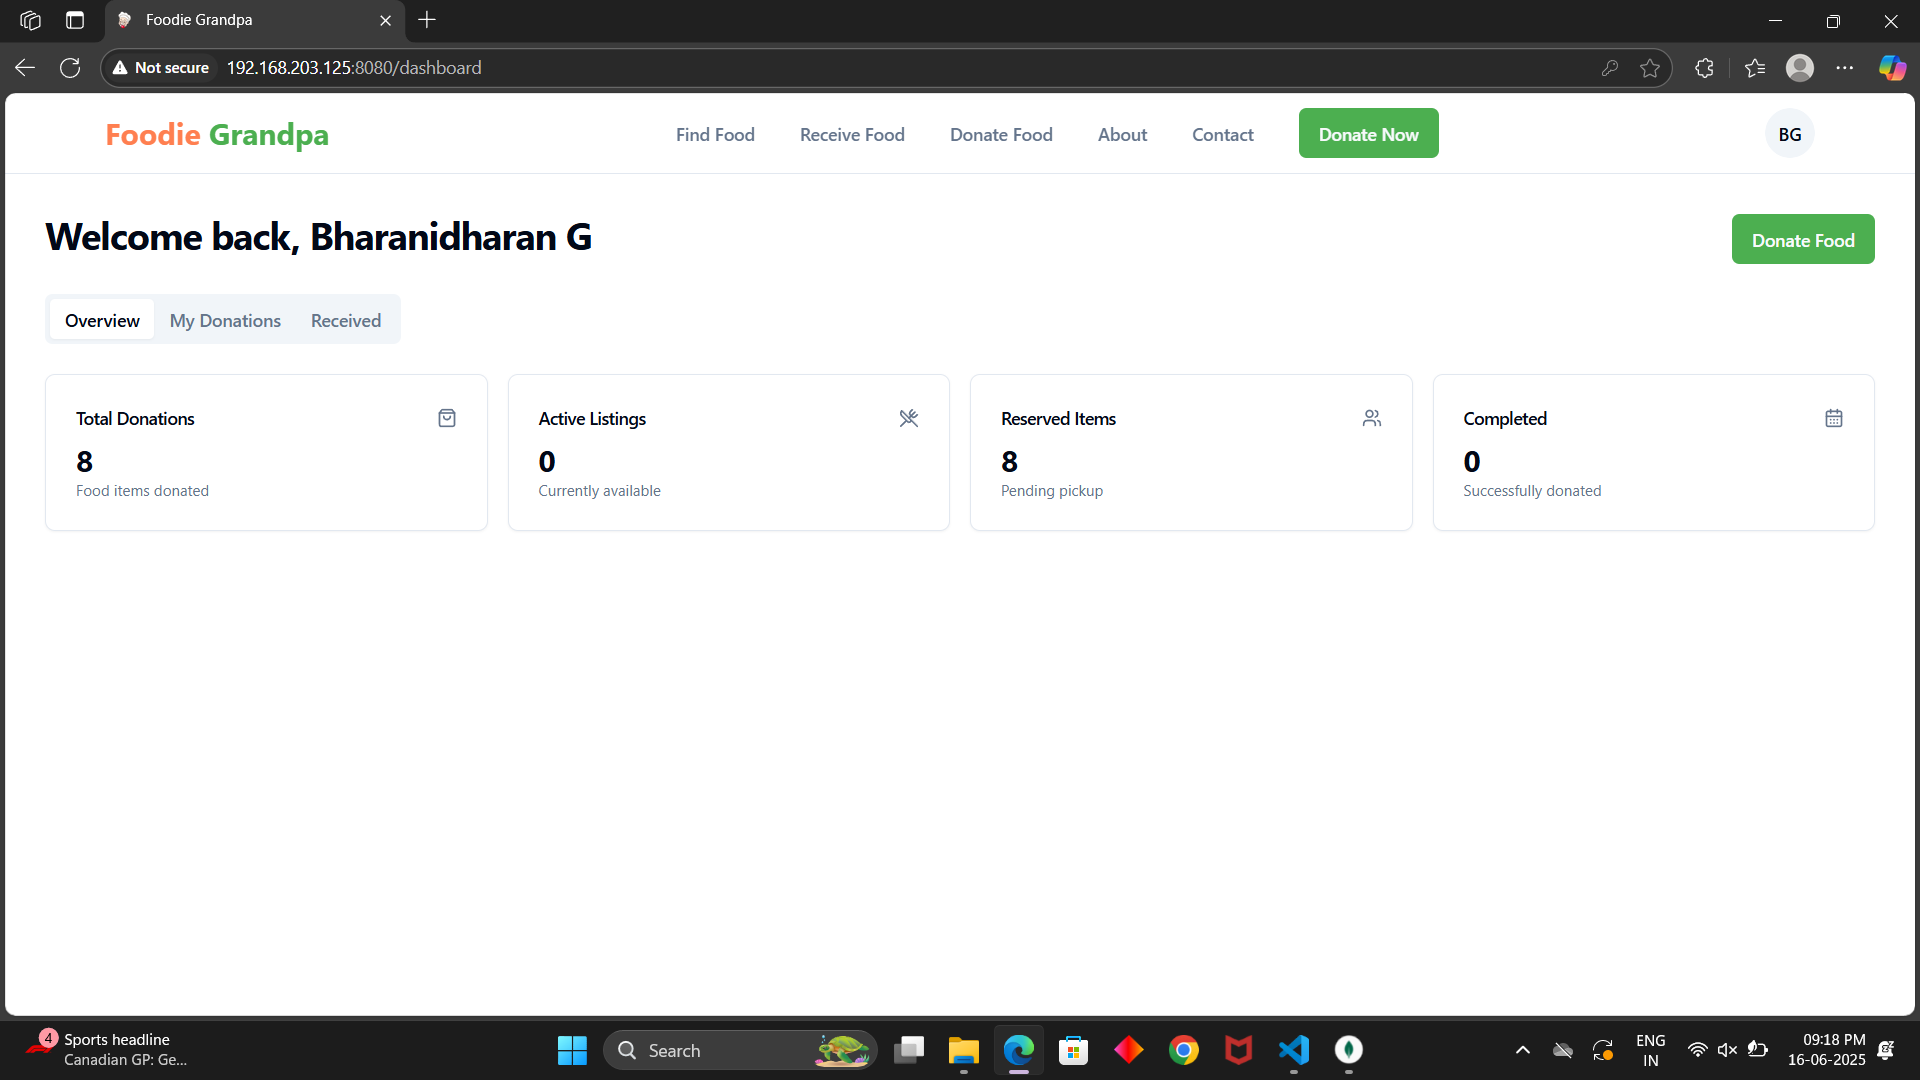 Foodie Grandpa
Not secure 192.168.203.125:8080/dashboard
Foodie Grandpa
Find Food
Receive Food
Donate Food
About
Contact
Donate Now
BG
Welcome back, Bharanidharan G
Donate Food
Overview
My Donations
Received
Total Donations
8
Food items donated
Active Listings
0
Currently available
Reserved Items
8
Pending pickup
Completed
0
Successfully donated
4
Sports headline
Canadian GP: Ge...
Search
ENG
IN
09:18 PM
16-06-2025